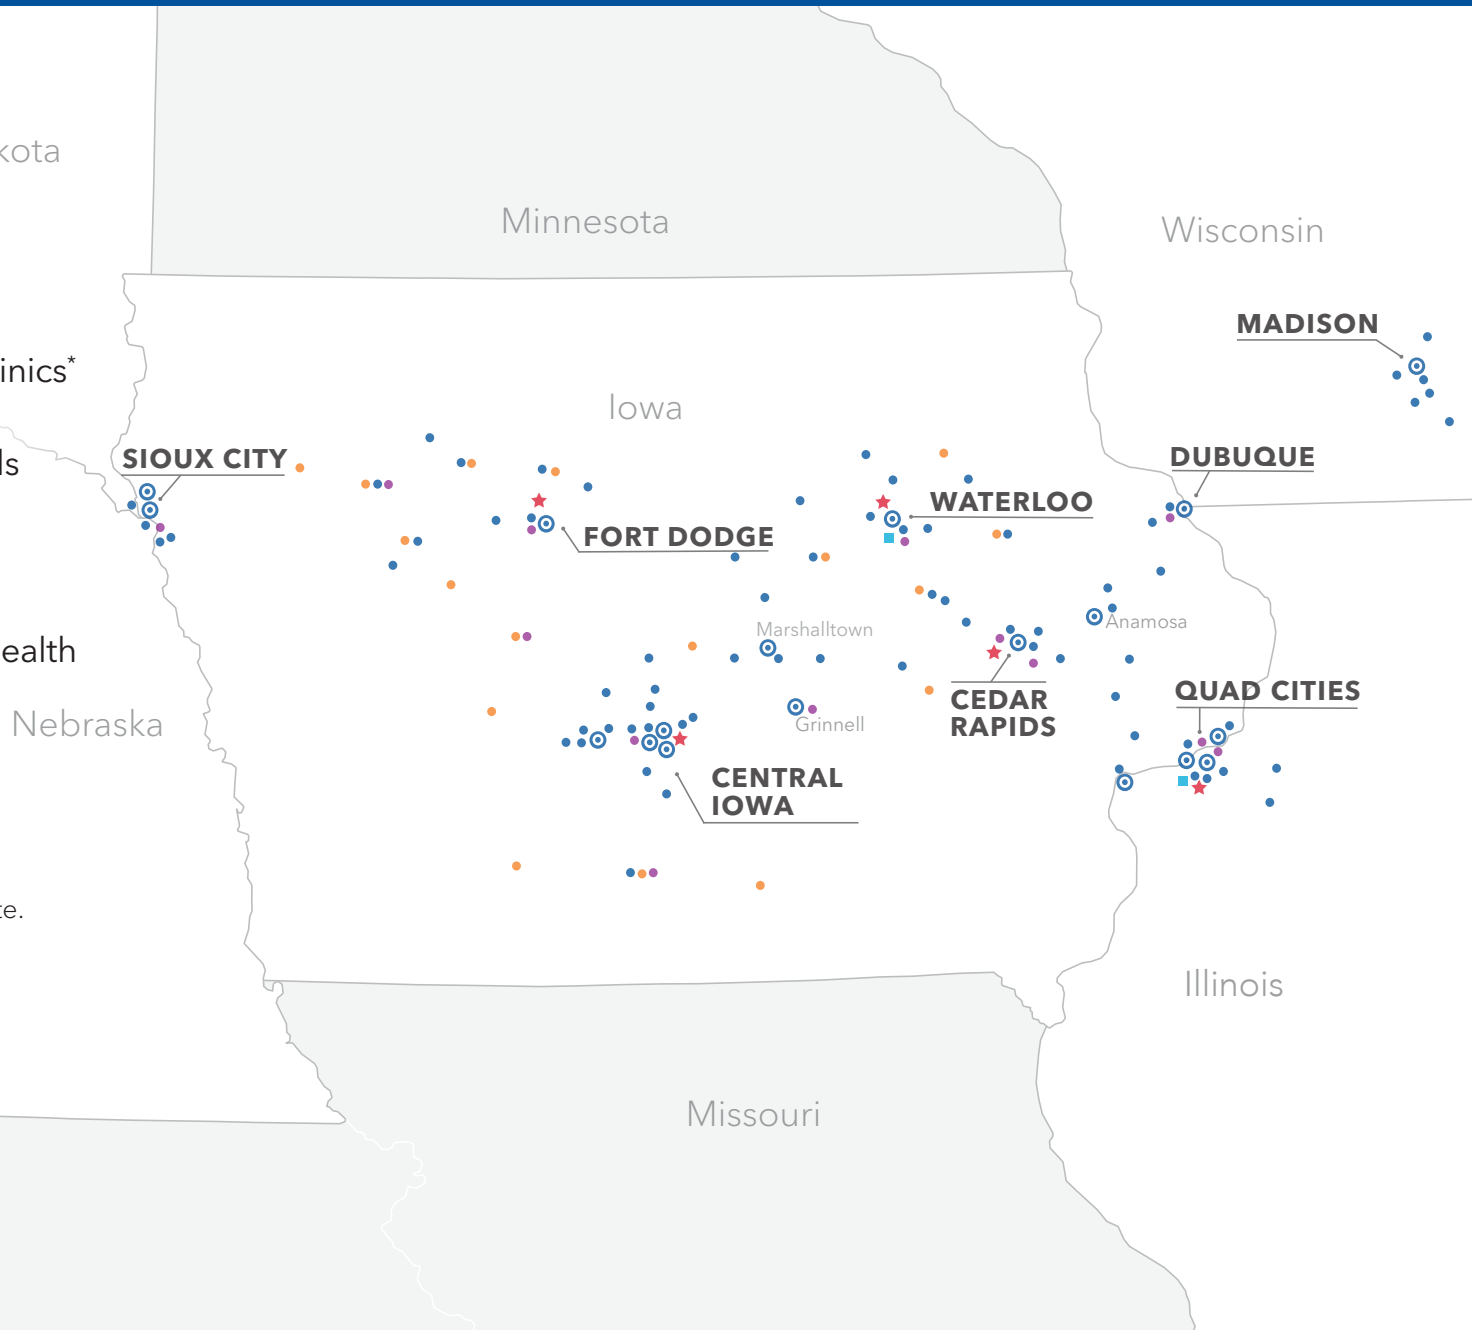 kota
Minnesota
Wisconsin
MADISON
inics*
Iowa
SIOUX CITY
ls
DUBUQUE
WATERLOO
FORT DODGE
Marshalltown
Anamosa
ealth
Nebraska
Grinnell
CEDAR
RAPIDS
QUAD CITIES
CENTRAL
IOWA
te.
Illinois
Missouri